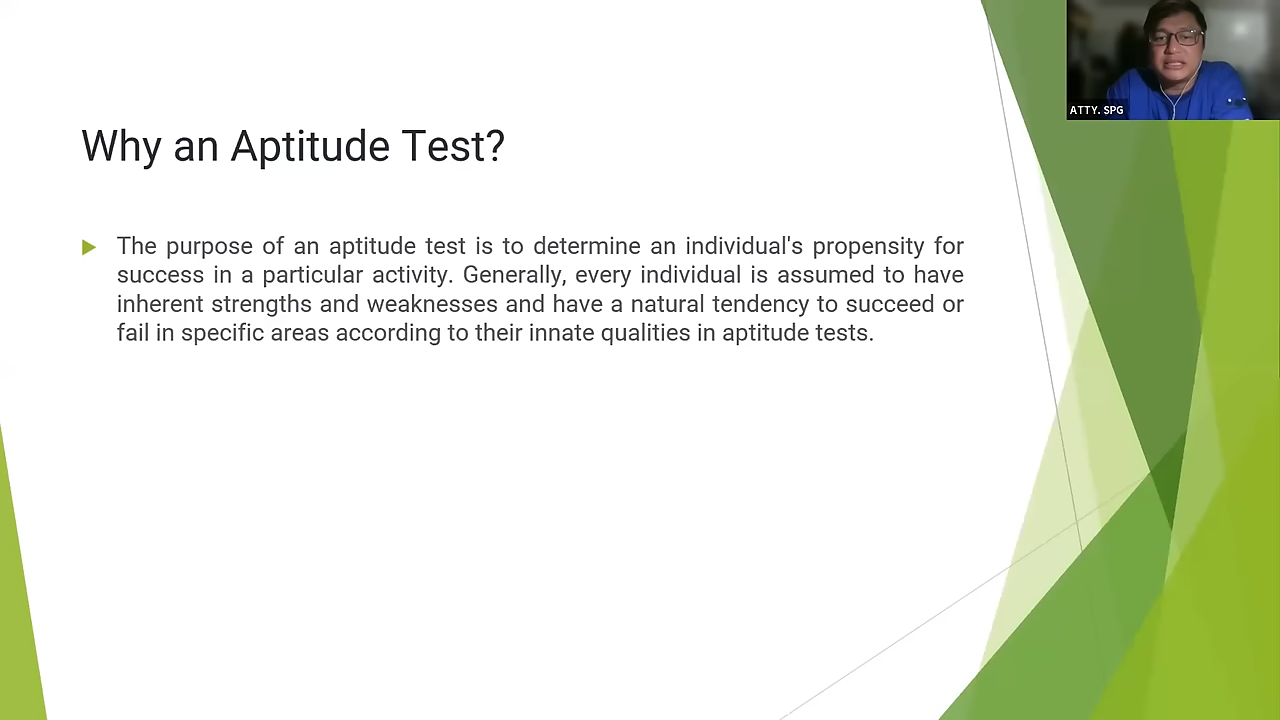 ATTY. SPG
Why an Aptitude Test?
The purpose of an aptitude test is to determine an individual's propensity for
success in a particular activity. Generally, every individual is assumed to have
inherent strengths and weaknesses and have a natural tendency to succeed or
fail in specific areas according to their innate qualities in aptitude tests.